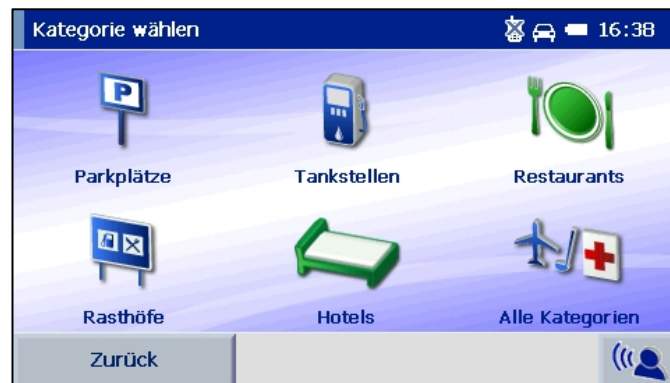 Kategorie wählen 16:38
P
Parkplätze Tankstellen Restaurants
Rasthöfe Hotels Alle Kategorien
Zurück